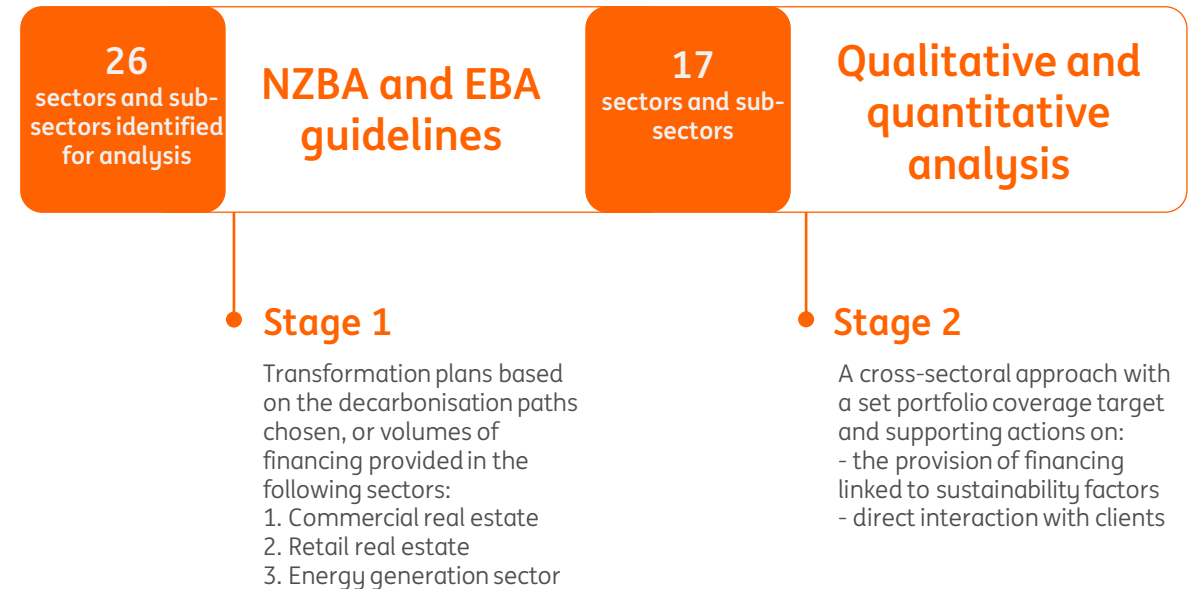 26
sectors and sub-
sectors identified
for analysis
NZBA and EBA
guidelines
17
sectors and sub-
sectors
Qualitative and
quantitative
analysis
Stage 1
Transformation plans based
on the decarbonisation paths
chosen, or volumes of
financing provided in the
following sectors:
1. Commercial real estate
2. Retail real estate
3. Energy generation sector
Stage 2
A cross-sectoral approach with
a set portfolio coverage target
and supporting actions on:
- the provision of financing
linked to sustainability factors
- direct interaction with clients